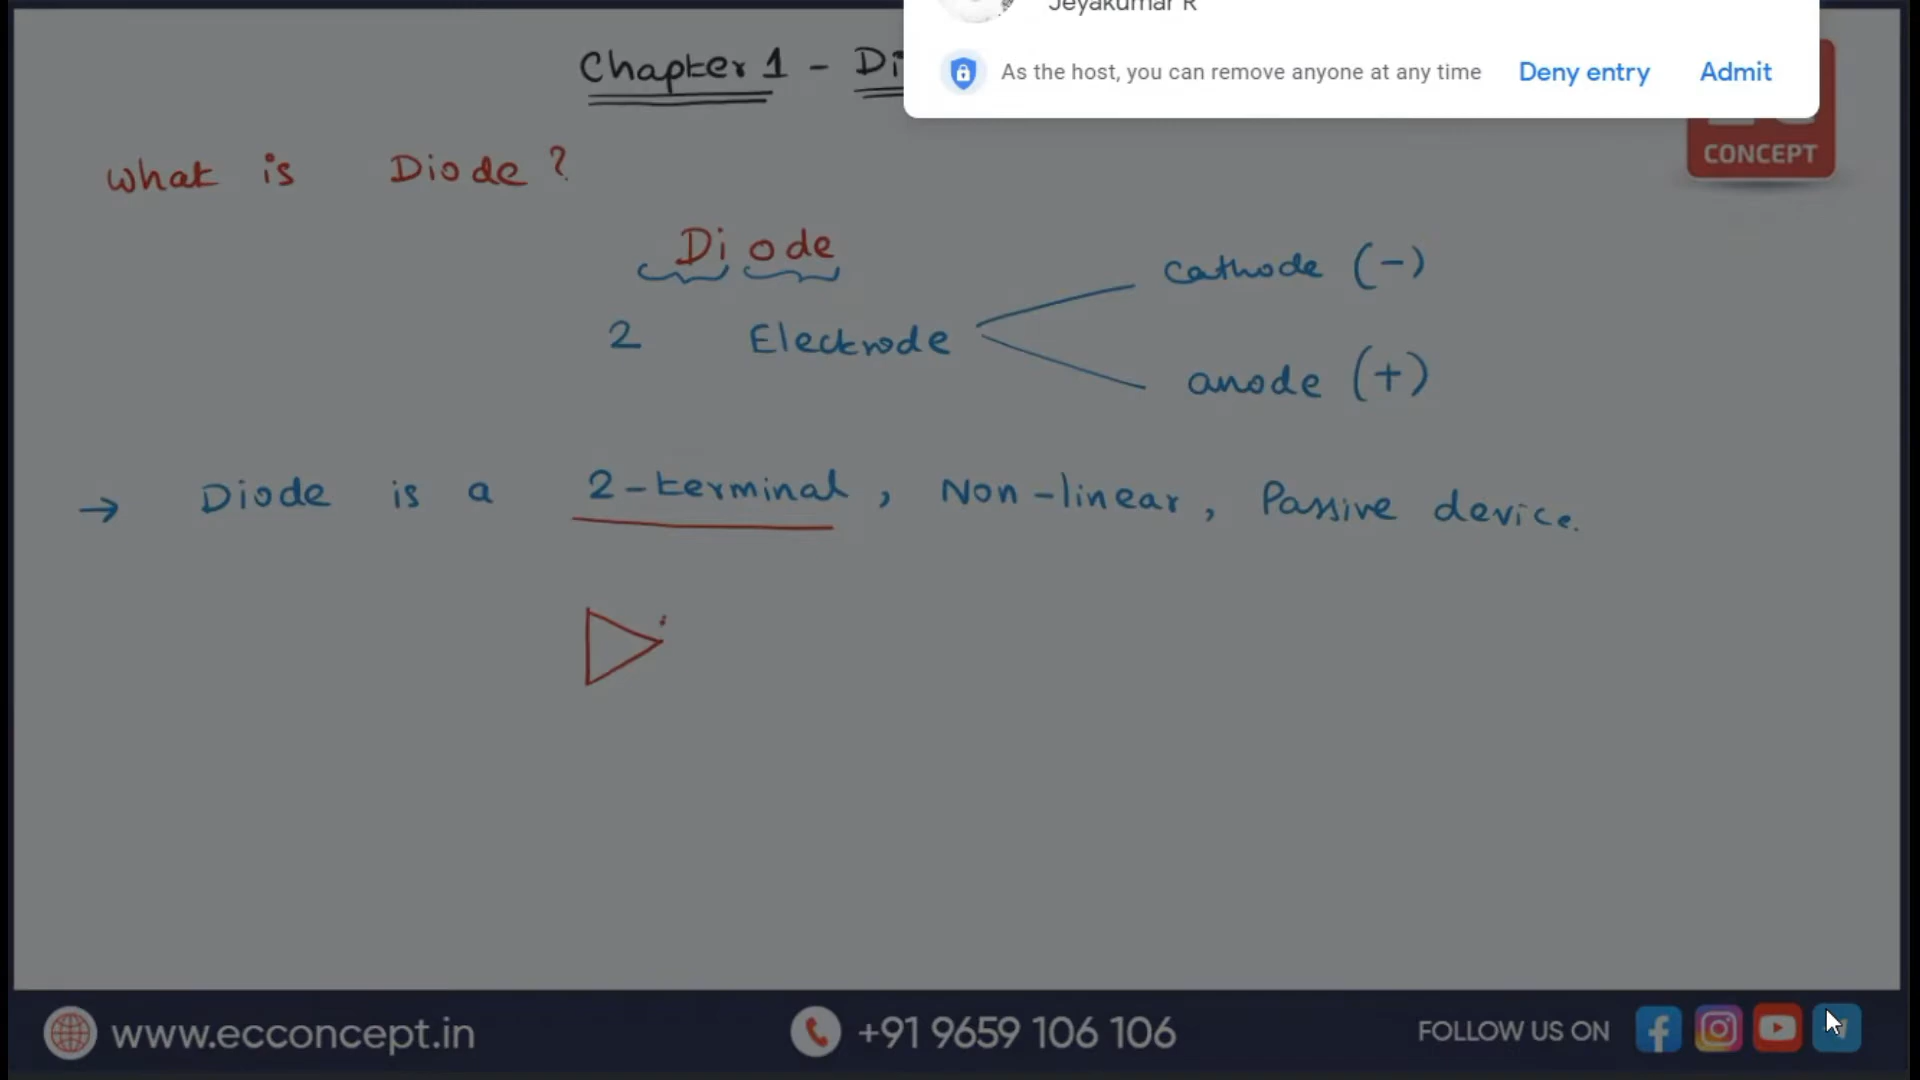 Jeyakumar R
As the host, you can remove anyone at any time Deny entry Admit
Chapter 1 - Di
CONCEPT
What is Diode?
Diode
cathode (-)
2 Electrode
anode (+)
→ Diode is a 2-terminal, Non-linear, Passive device.
www.ecconcept.in +91 9659 106 106 FOLLOW US ON